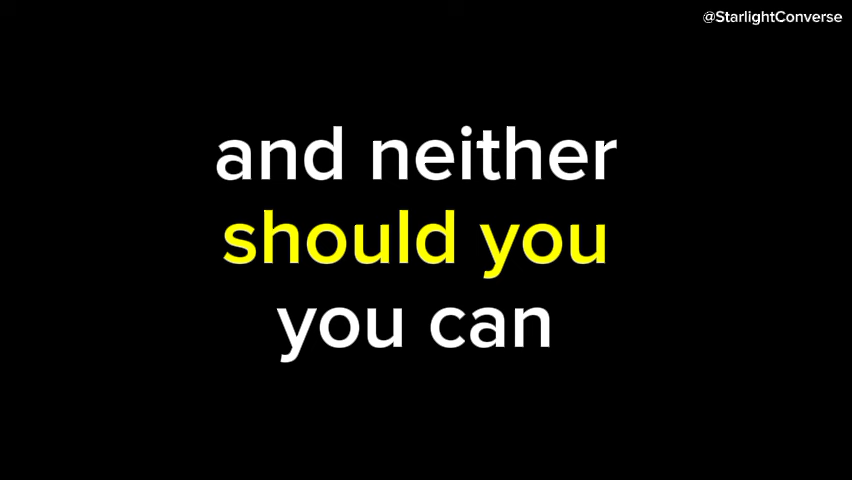 @StarlightConverse
and neither
should you
you can